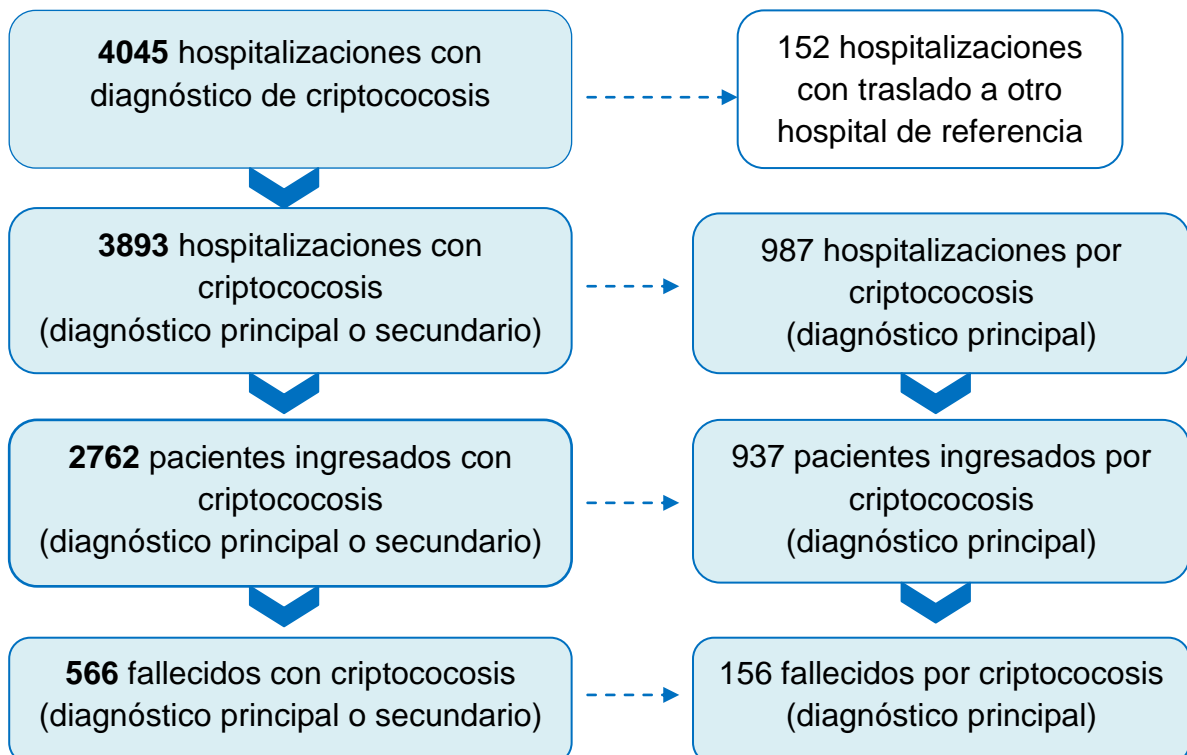 4045 hospitalizaciones con
diagnóstico de criptococosis
152 hospitalizaciones
con traslado a otro
hospital de referencia
3893 hospitalizaciones con
criptococosis
(diagnóstico principal o secundario)
987 hospitalizaciones por
criptococosis
(diagnóstico principal)
2762 pacientes ingresados con
criptococosis
(diagnóstico principal o secundario)
937 pacientes ingresados por
criptococosis
(diagnóstico principal)
566 fallecidos con criptococosis
(diagnóstico principal o secundario)
156 fallecidos por criptococosis
(diagnóstico principal)